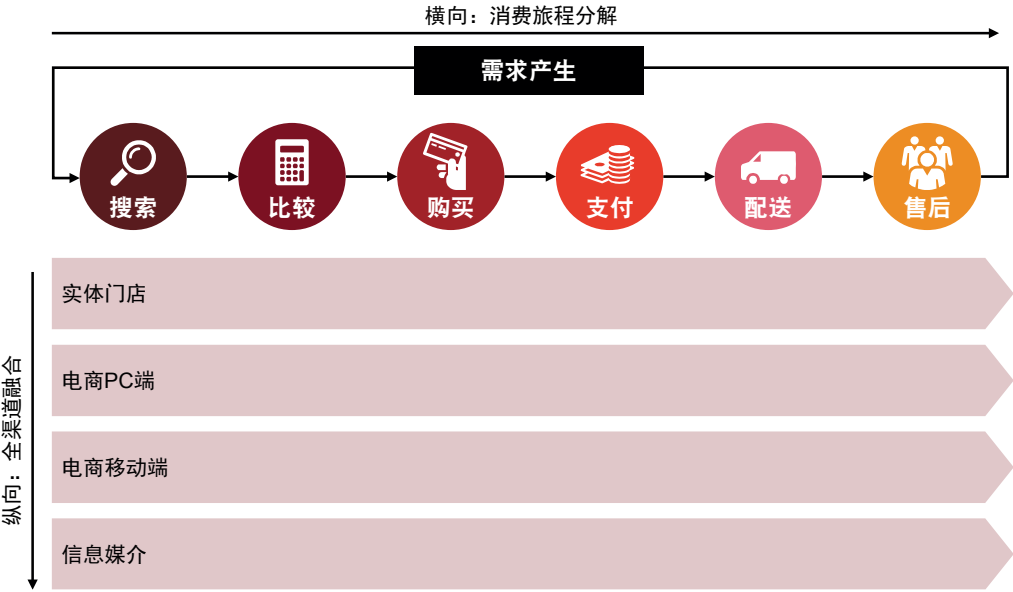 横向：消费旅程分解
需求产生
搜索
比较
购买
支付
配送
售后
纵向：全渠道融合
实体门店
电商PC端
电商移动端
信息媒介